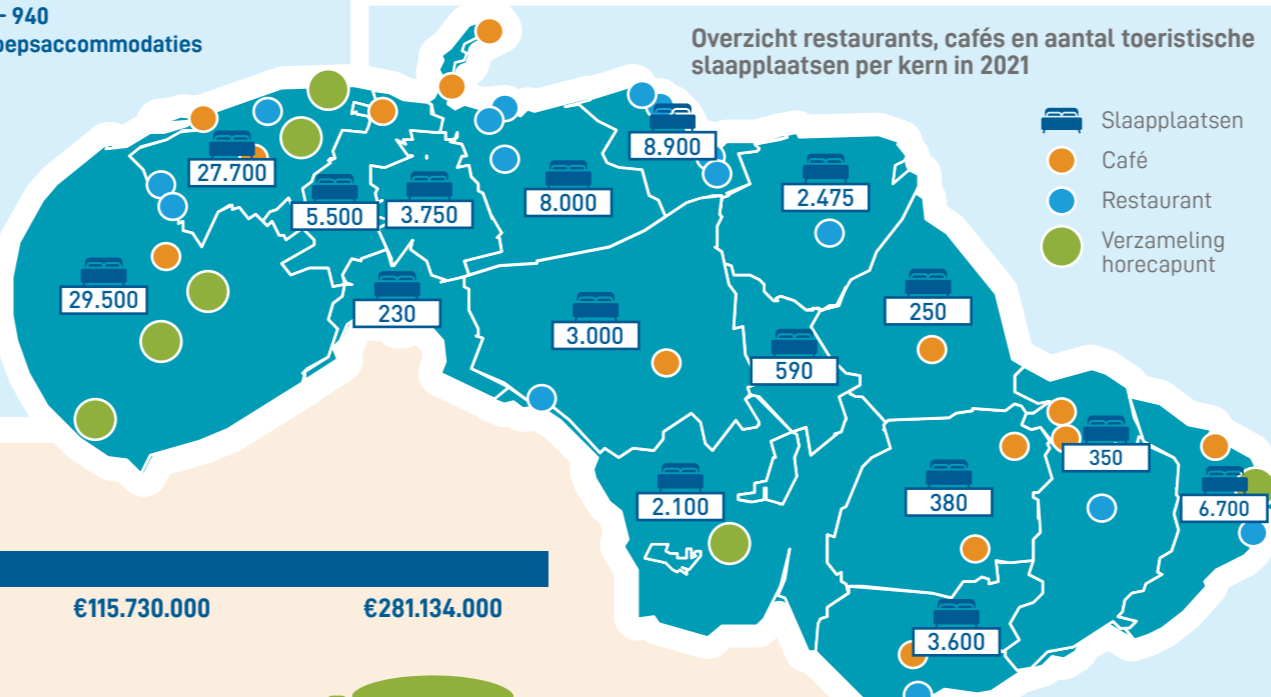 - 940
Overzicht restaurants, cafés en aantal toeristische
slaapplaatsen per kern in 2021
Slaapplaatsen
Café
Restaurant
Verzameling
horecapunt
27.700
5.500
3.750
8.000
8.900
2.475
29.500
230
3.000
590
250
2.100
380
350
6.700
3.600
€115.730.000
€281.134.000